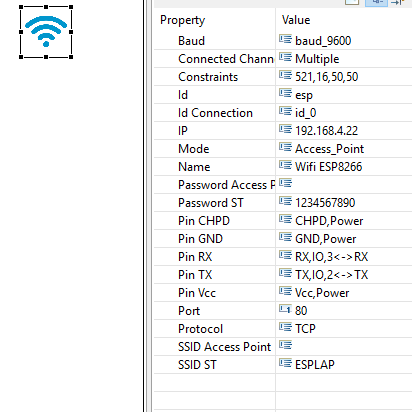 Property Value
Baud baud_9600
Connected Chann Multiple
Constraints 521,16,50,50
Id esp
Id Connection id_0
IP 192.168.4.22
Mode Access_Point
Name Wifi ESP8266
Password Access P
Password ST 1234567890
Pin CHPD CHPD,Power
Pin GND GND,Power
Pin RX RX,IO,3<->RX
Pin TX TX,IO,2<->TX
Pin Vcc Vcc,Power
Port 80
Protocol TCP
SSID Access Point
SSID ST ESPLAP